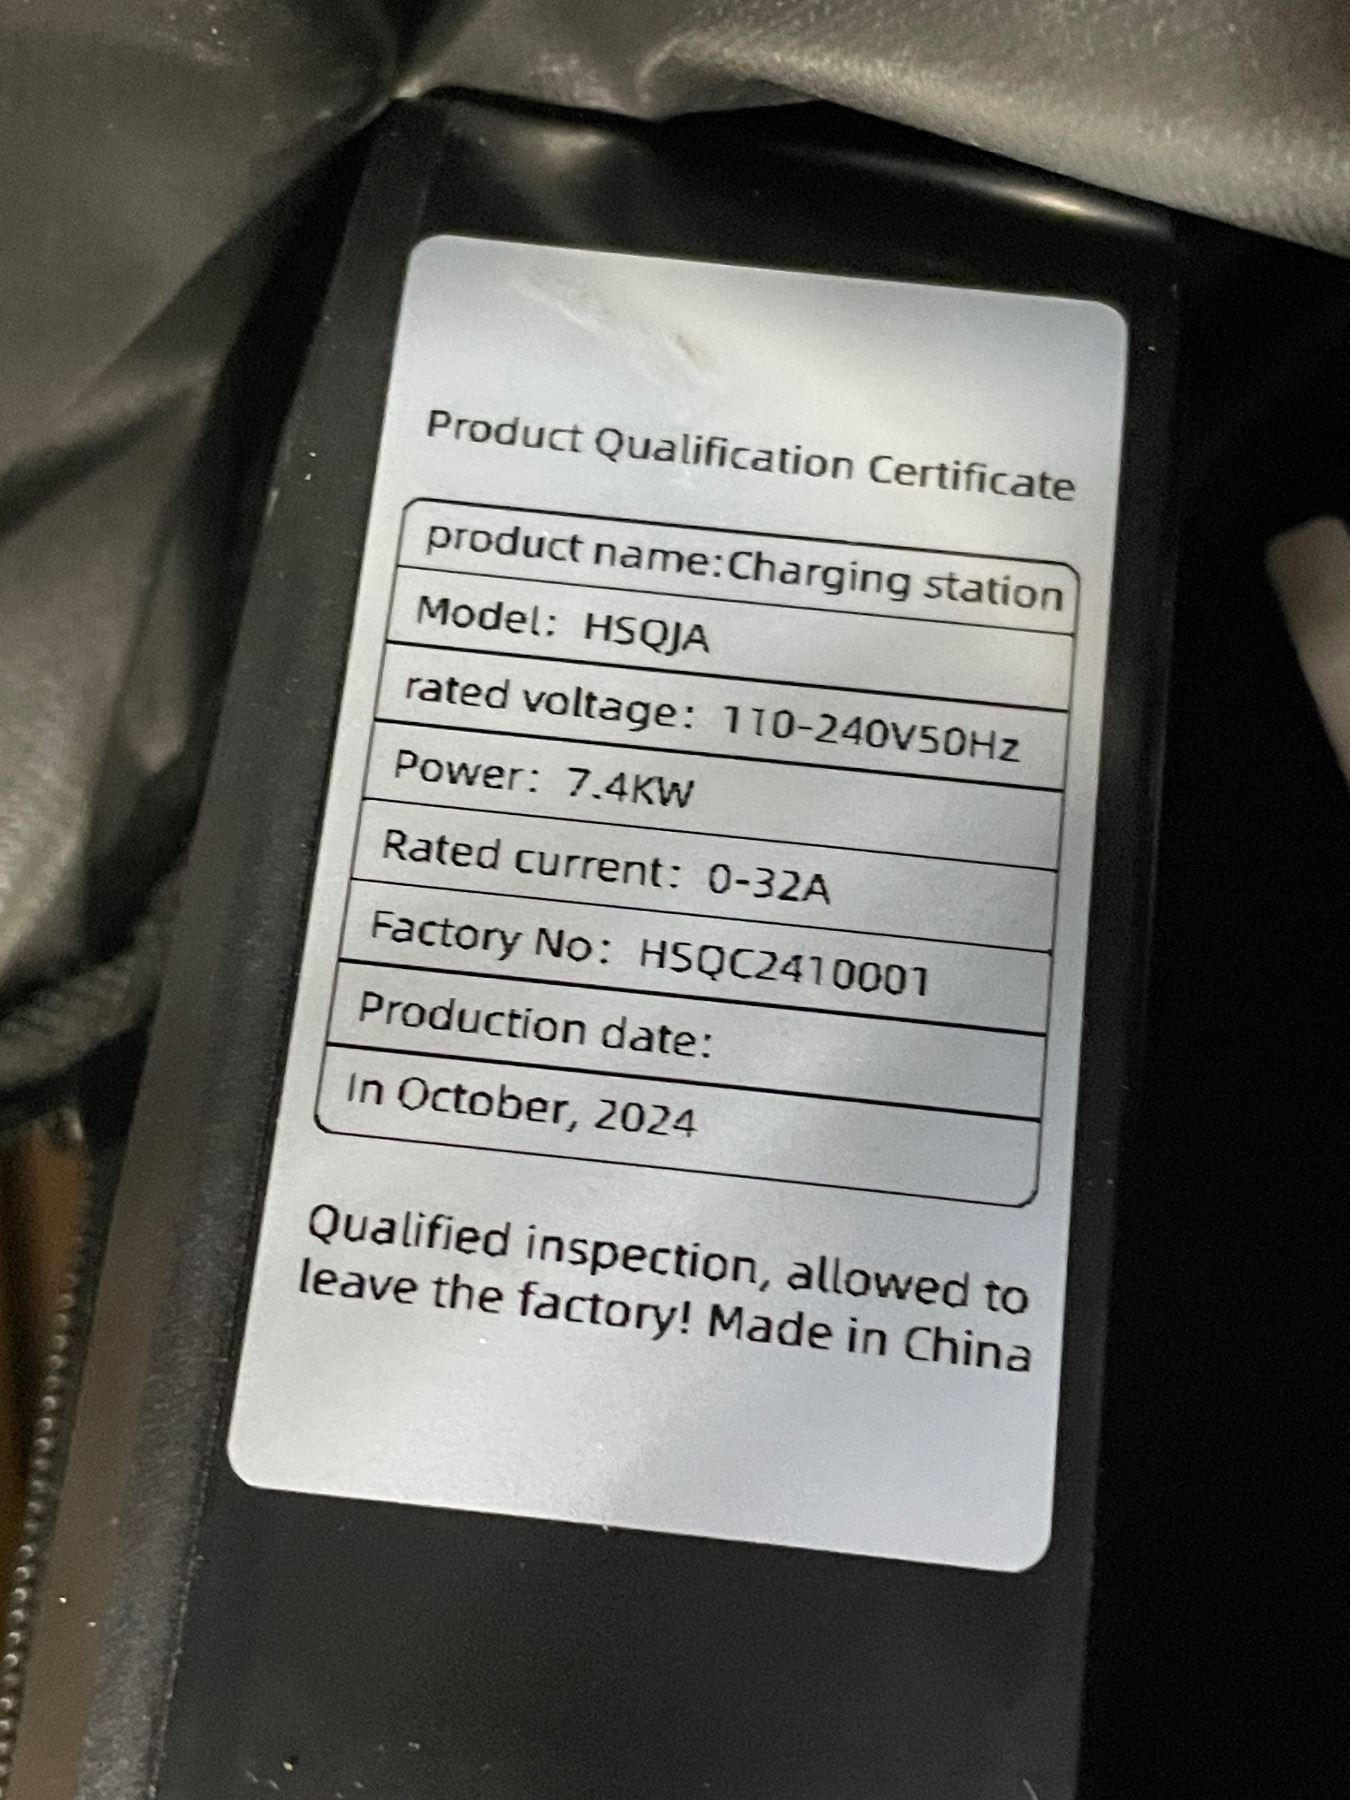 Product Qualification Certificate
product name:Charging station
Model: HSQJA
rated voltage: 110-240V50Hz
Power: 7.4KW
Rated current: 0-32A
Factory No: HSQC2410001
Production date:
In October, 2024
Qualified inspection, allowed to
leave the factory! Made in China